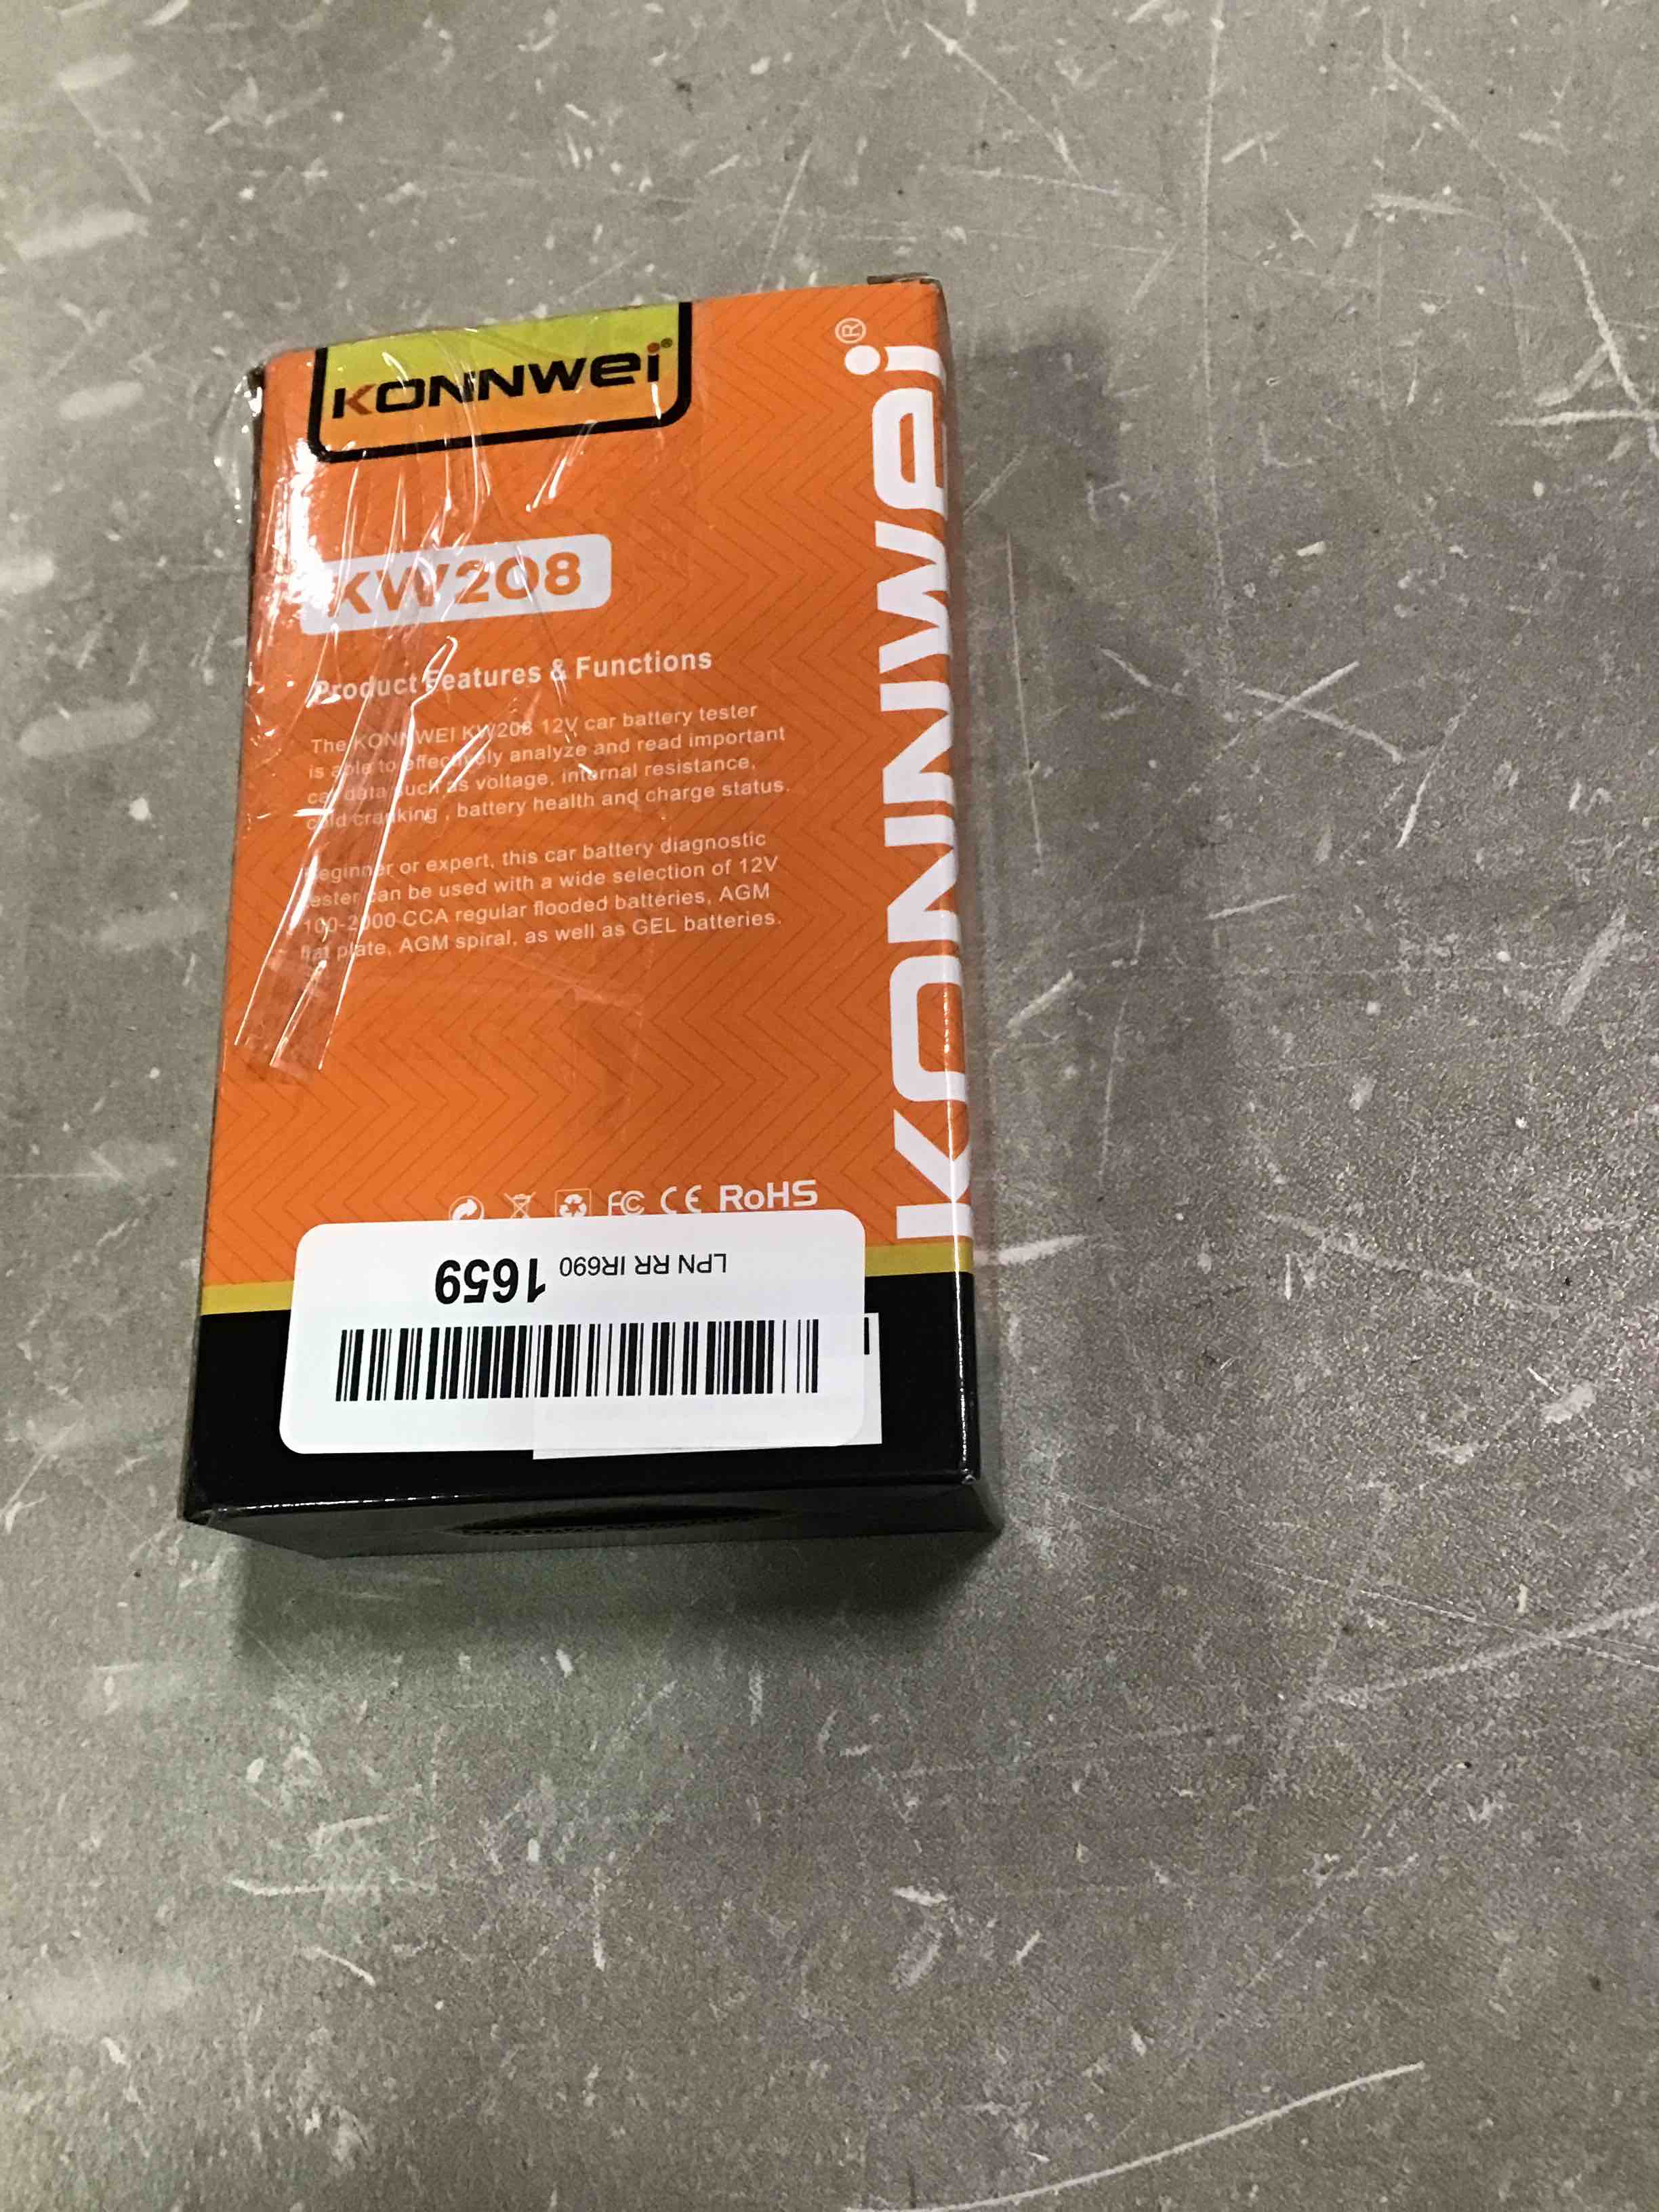 KONNWEI®
KW208
Product Features & Functions
The KONNWEI KW208 12V car battery tester
is able to effectively analyze and read important
car data such as voltage, internal resistance,
cold cranking , battery health and charge status.
Beginner or expert, this car battery diagnostic
tester can be used with a wide selection of 12V
100-2000 CCA regular flooded batteries, AGM
flat plate, AGM spiral, as well as GEL batteries.
FC CE RoHS
KONNWEI®
LPN RR IR690 1659